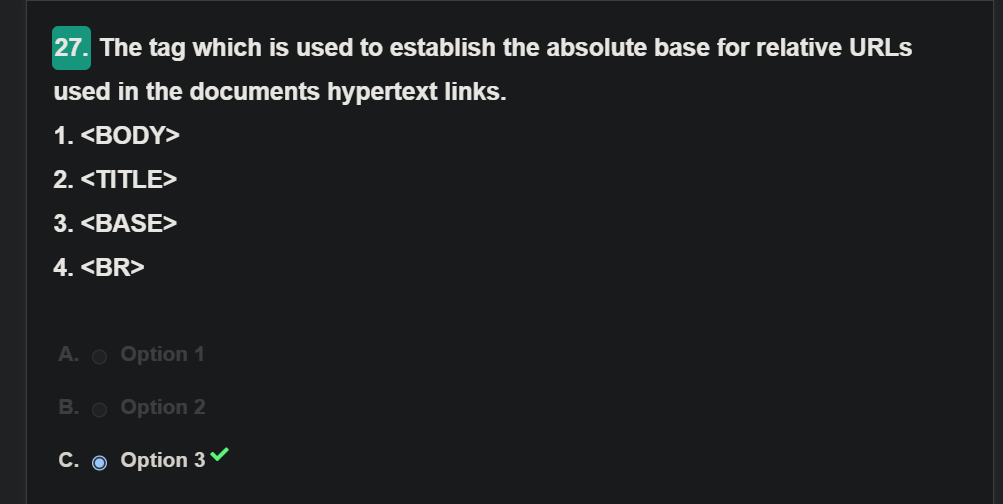 27. The tag which is used to establish the absolute base for relative URLs
used in the documents hypertext links.
1. <BODY>
2. <TITLE>
3. <BASE>
4. <BR>
A. Option 1
B. Option 2
C. Option 3